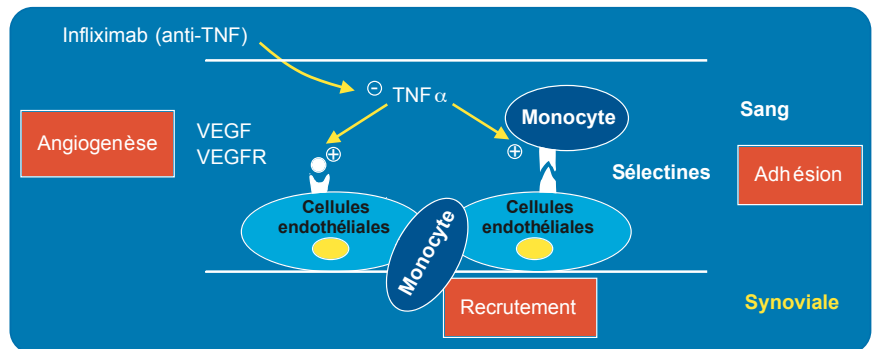 Infliximab (anti-TNF)
⊖ TNF α
Monocyte
Sang
Angiogenèse
VEGF
VEGFR
⊕
⊕
Sélectines
Adhésion
Cellules
endothéliales
Monocyte
Cellules
endothéliales
Recrutement
Synoviale